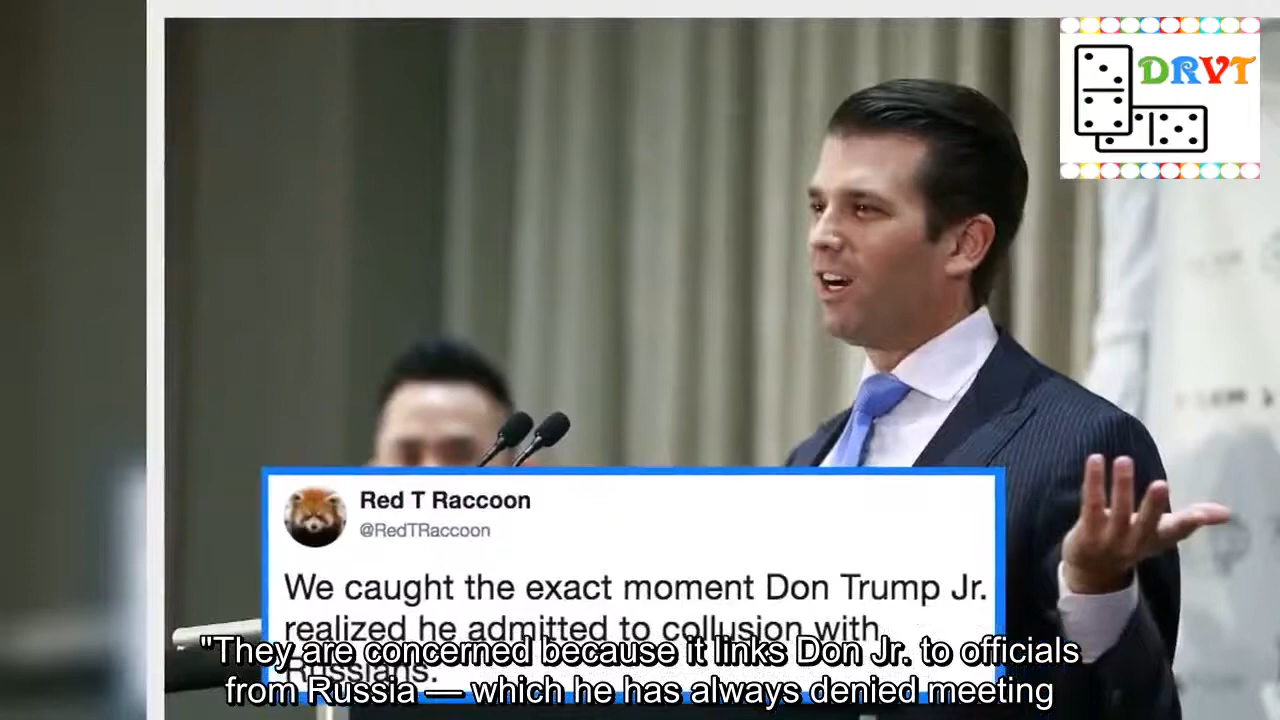 DRVT
Red T Raccoon
@RedTRaccoon
We caught the exact moment Don Trump Jr.
realized he admitted to collusion with
Russians.
"They are concerned because it links Don Jr. to officials
from Russia — which he has always denied meeting